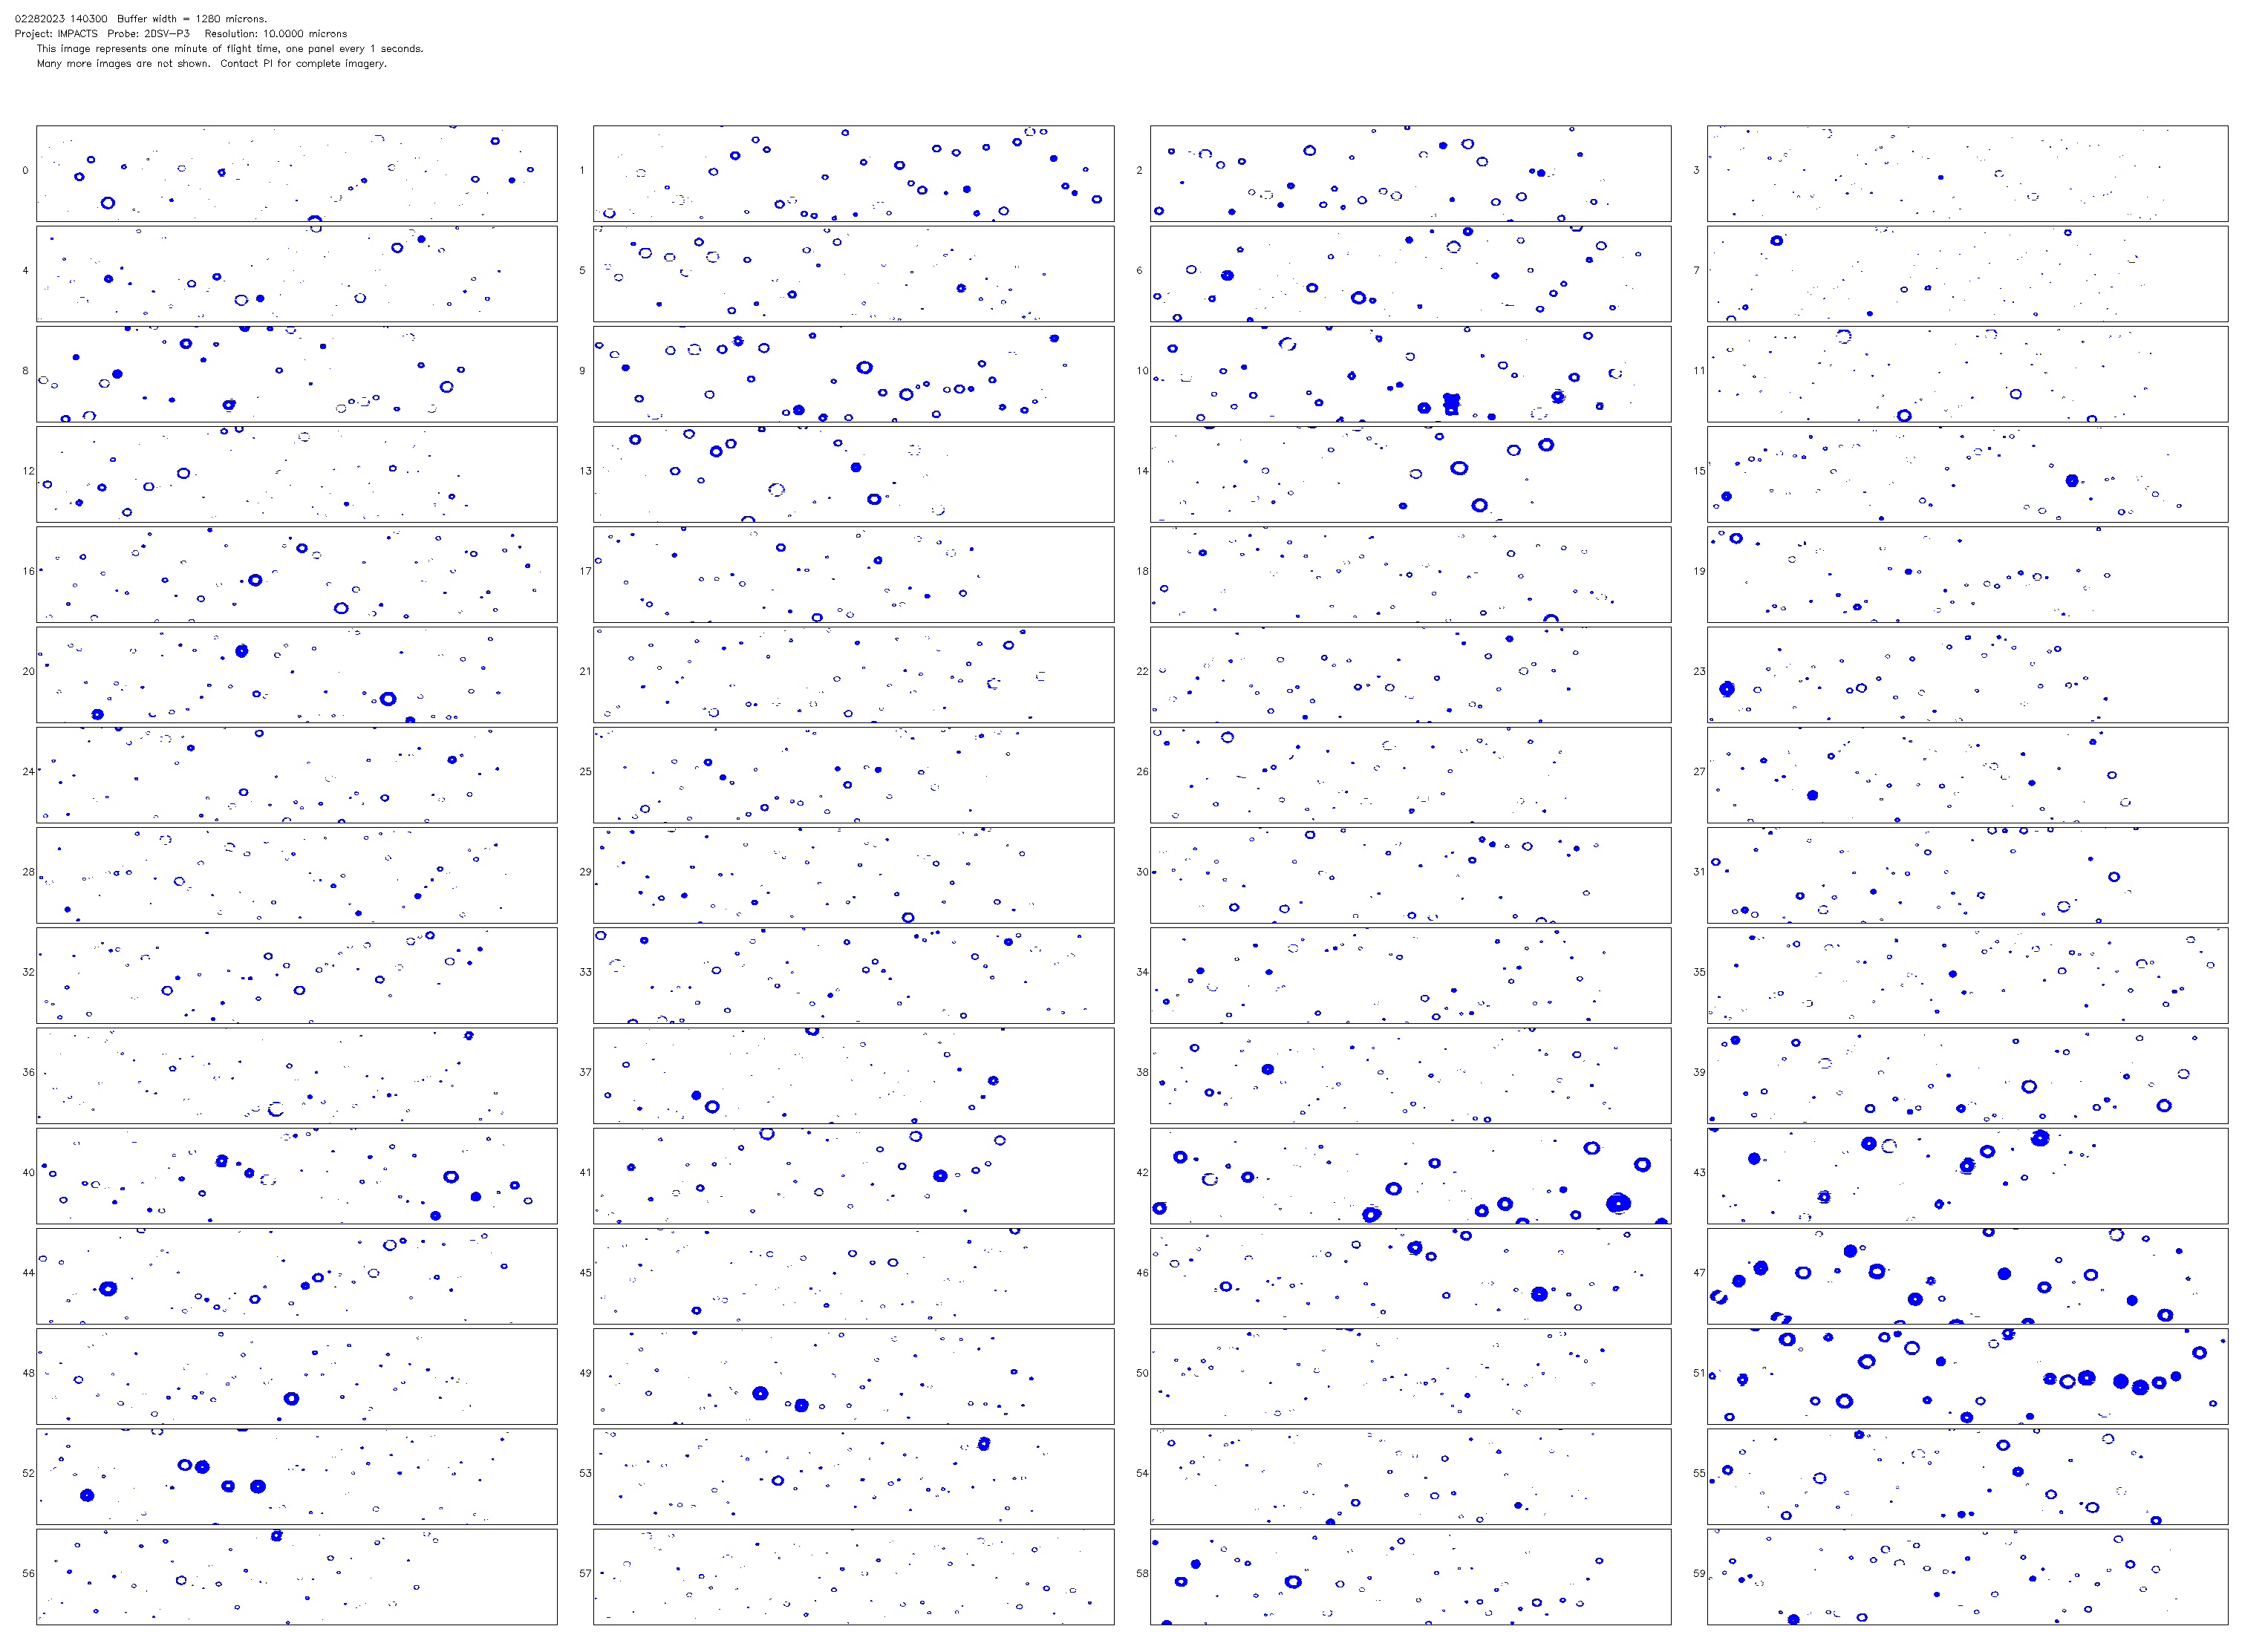 02282023 140300  Buffer width = 1280 microns.
Project: IMPACTS  Probe: 2DSV-P3  Resolution: 10.0000 microns
This image represents one minute of flight time, one panel every 1 seconds.
Many more images are not shown.  Contact PI for complete imagery.
0 1 2 3
4 5 6 7
8 9 10 11
12 13 14 15
16 17 18 19
20 21 22 23
24 25 26 27
28 29 30 31
32 33 34 35
36 37 38 39
40 41 42 43
44 45 46 47
48 49 50 51
52 53 54 55
56 57 58 59